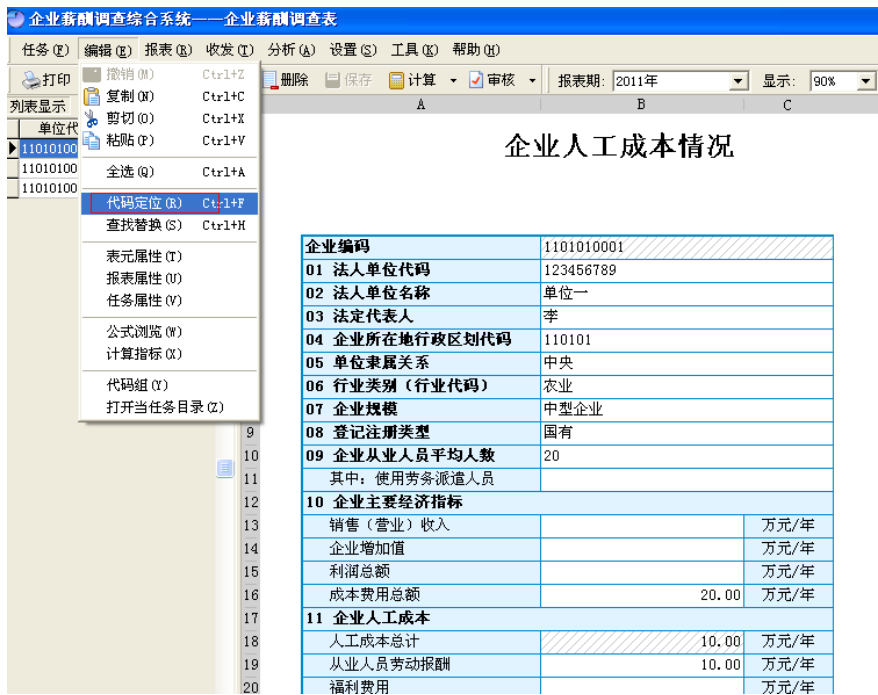 企业薪酬调查综合系统——企业薪酬调查表
任务(F) 编辑(E) 报表(R) 收发(T) 分析(A) 设置(S) 工具(K) 帮助(H)
打印 删除 保存 计算 审核 报表期: 2011年 显示: 90%
列表显示 A B C
单位代
11010100
11010100
11010100
撤销(M) Ctrl+Z
复制(N) Ctrl+C
剪切(O) Ctrl+X
粘贴(P) Ctrl+V
全选(Q) Ctrl+A
代码定位(R) Ctrl+F
查找替换(S) Ctrl+H
表元属性(T)
报表属性(U)
任务属性(V)
公式浏览(W)
计算指标(X)
代码组(Y)
打开当任务目录(Z)
企业人工成本情况
企业编码 1101010001
01 法人单位代码 123456789
02 法人单位名称 单位一
03 法定代表人 李
04 企业所在地行政区划代码 110101
05 单位隶属关系 中央
06 行业类别（行业代码） 农业
07 企业规模 中型企业
9 08 登记注册类型 国有
10 09 企业从业人员平均人数 20
11 其中: 使用劳务派遣人员
12 10 企业主要经济指标
13 销售（营业）收入 万元/年
14 企业增加值 万元/年
15 利润总额 万元/年
16 成本费用总额 20.00 万元/年
17 11 企业人工成本
18 人工成本总计 10.00 万元/年
19 从业人员劳动报酬 10.00 万元/年
20 福利费用 万元/年